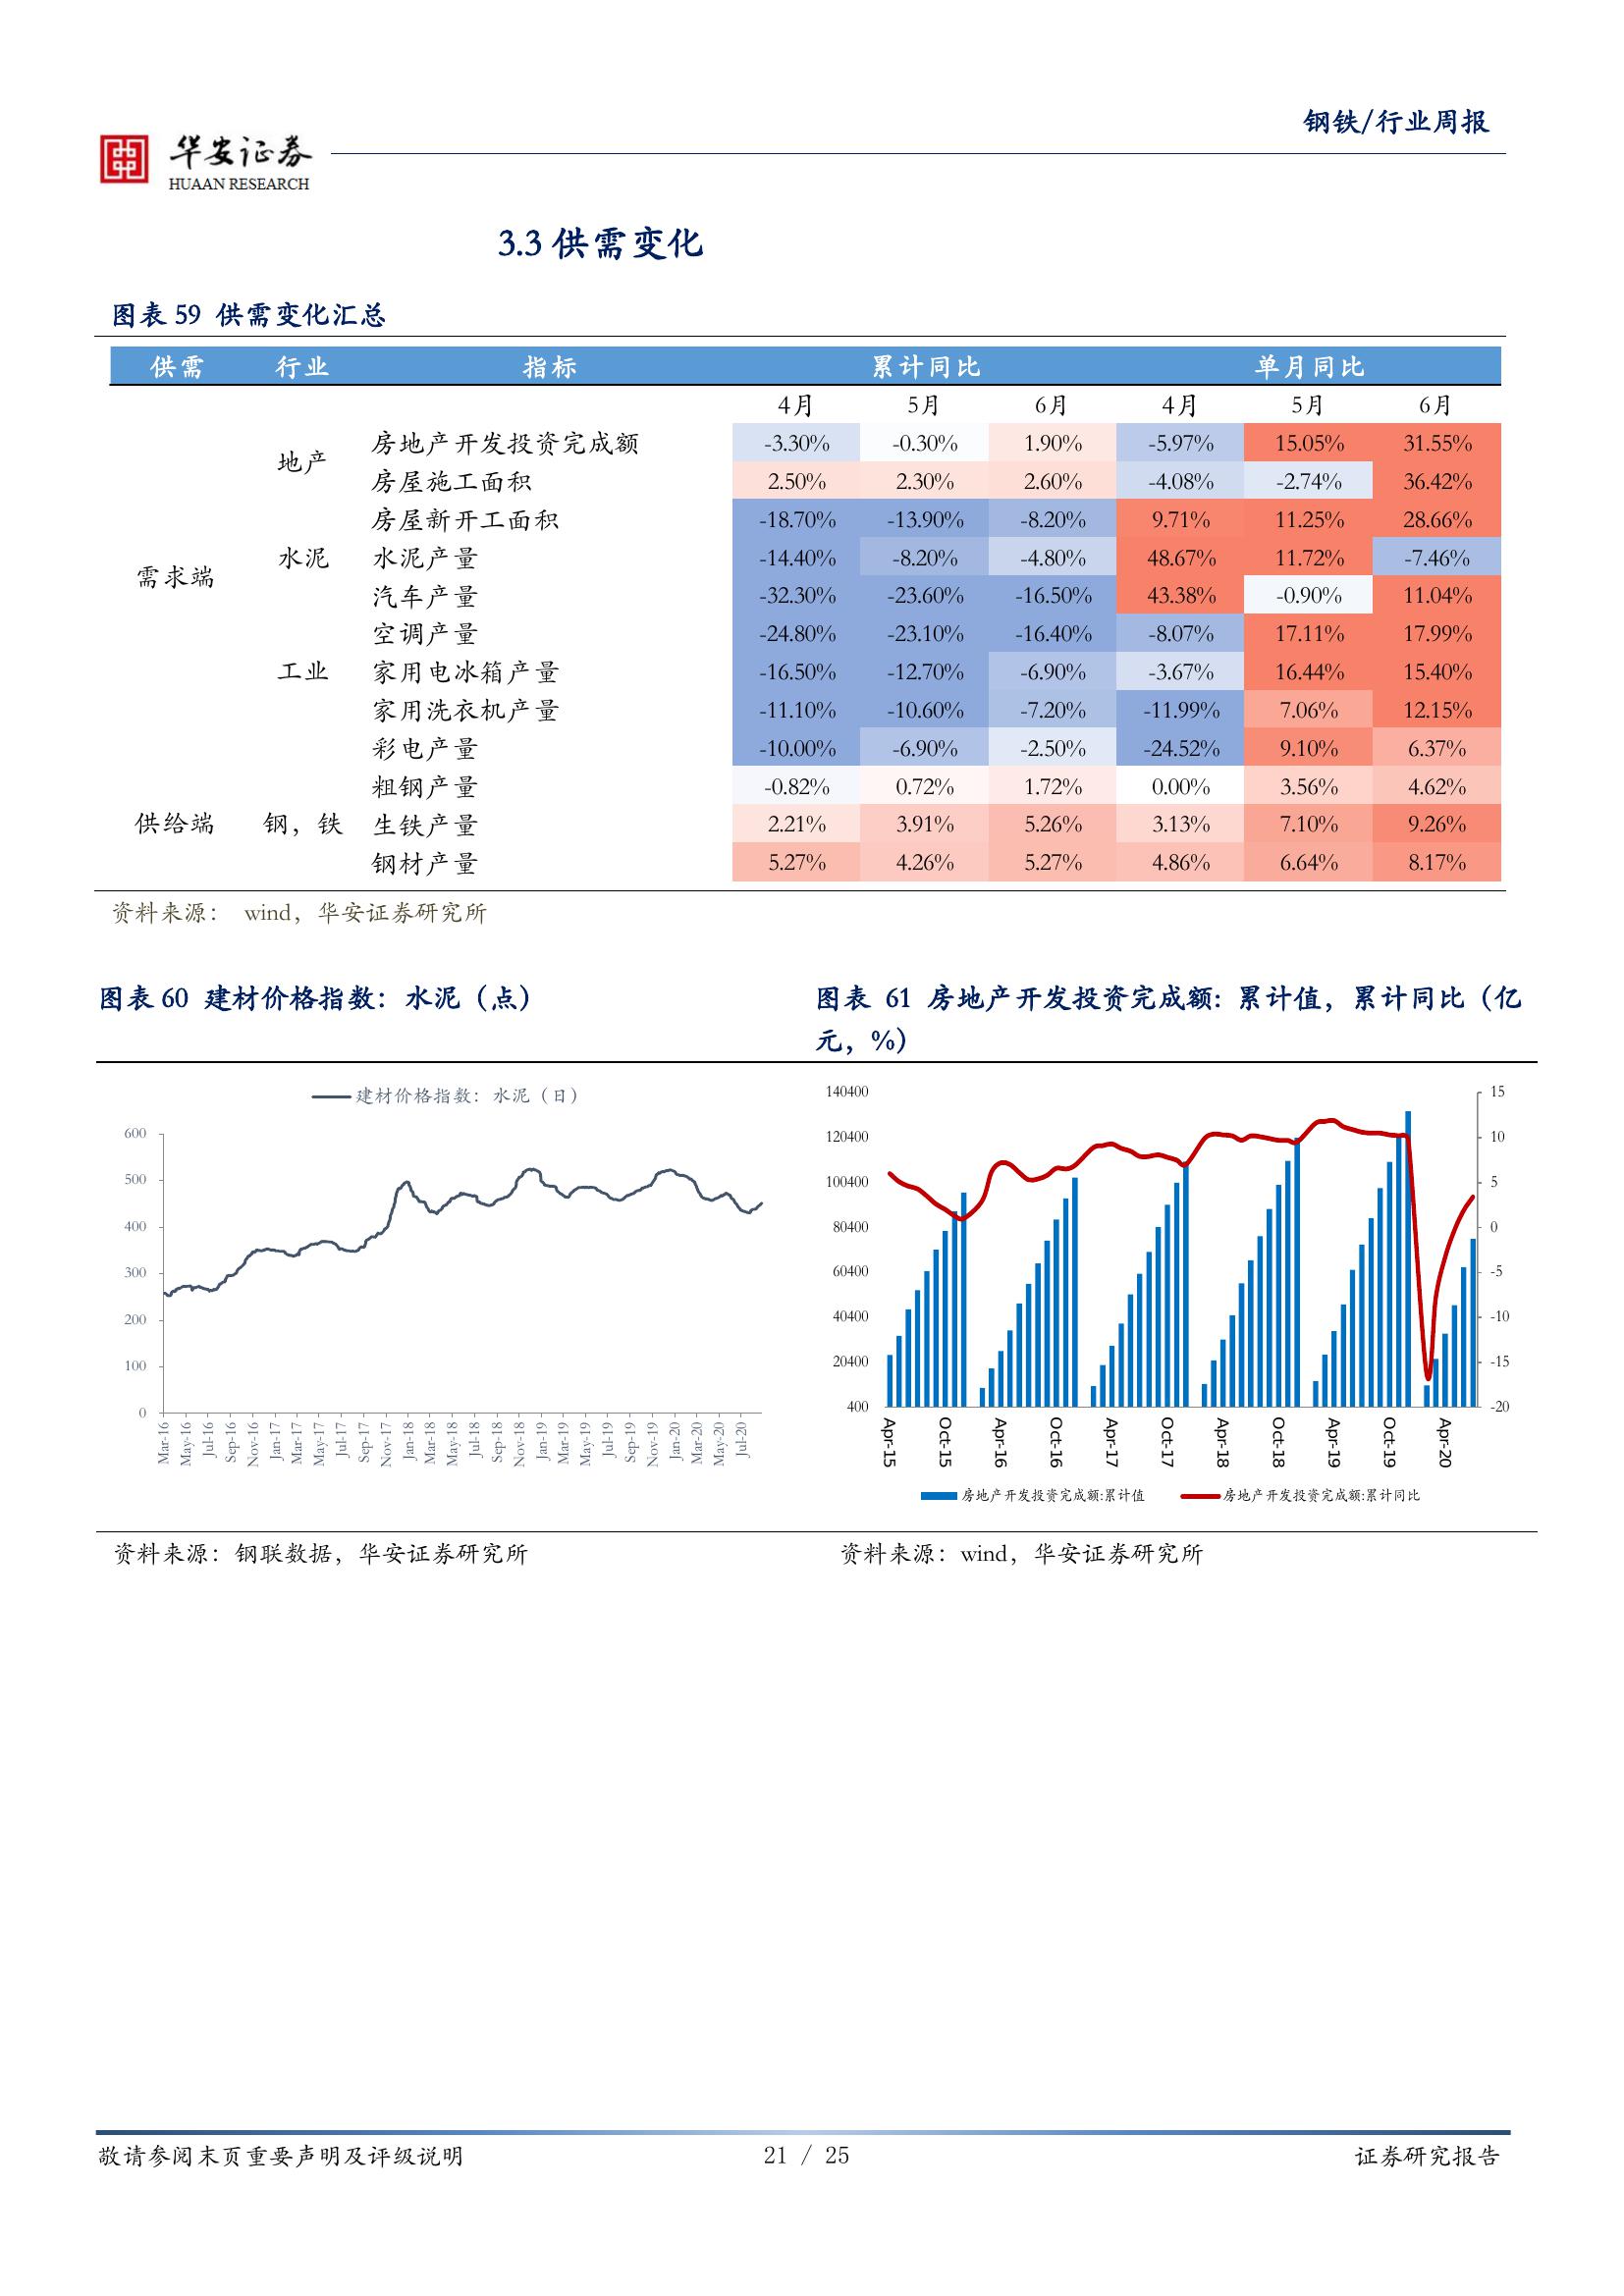 钢铁/行业周报
华安证券
HUAAN RESEARCH
3.3 供需变化
图表 59 供需变化汇总
供需 行业 指标 累计同比 单月同比
4月 5月 6月 4月 5月 6月
房地产开发投资完成额 -3.30% -0.30% 1.90% -5.97% 15.05% 31.55%
地产
房屋施工面积 2.50% 2.30% 2.60% -4.08% -2.74% 36.42%
房屋新开工面积 -18.70% -13.90% -8.20% 9.71% 11.25% 28.66%
水泥 水泥产量 -14.40% -8.20% -4.80% 48.67% 11.72% -7.46%
需求端
汽车产量 -32.30% -23.60% -16.50% 43.38% -0.90% 11.04%
空调产量 -24.80% -23.10% -16.40% -8.07% 17.11% 17.99%
工业 家用电冰箱产量 -16.50% -12.70% -6.90% -3.67% 16.44% 15.40%
家用洗衣机产量 -11.10% -10.60% -7.20% -11.99% 7.06% 12.15%
彩电产量 -10.00% -6.90% -2.50% -24.52% 9.10% 6.37%
粗钢产量 -0.82% 0.72% 1.72% 0.00% 3.56% 4.62%
供给端 钢，铁 生铁产量 2.21% 3.91% 5.26% 3.13% 7.10% 9.26%
钢材产量 5.27% 4.26% 5.27% 4.86% 6.64% 8.17%
资料来源： wind，华安证券研究所
图表 60 建材价格指数：水泥（点）
建材价格指数：水泥（日）
600
500
400
300
200
100
0
Mar-16 May-16 Jul-16 Sep-16 Nov-16 Jan-17 Mar-17 May-17 Jul-17 Sep-17 Nov-17 Jan-18 Mar-18 May-18 Jul-18 Sep-18 Nov-18 Jan-19 Mar-19 May-19 Jul-19 Sep-19 Nov-19 Jan-20 Mar-20 May-20 Jul-20
资料来源：钢联数据，华安证券研究所
图表 61 房地产开发投资完成额：累计值，累计同比（亿
元，%）
140400
120400
100400
80400
60400
40400
20400
400
15
10
5
0
-5
-10
-15
-20
Apr-15 Oct-15 Apr-16 Oct-16 Apr-17 Oct-17 Apr-18 Oct-18 Apr-19 Oct-19 Apr-20
房地产开发投资完成额:累计值 房地产开发投资完成额:累计同比
资料来源：wind，华安证券研究所
敬请参阅末页重要声明及评级说明 21 / 25 证券研究报告